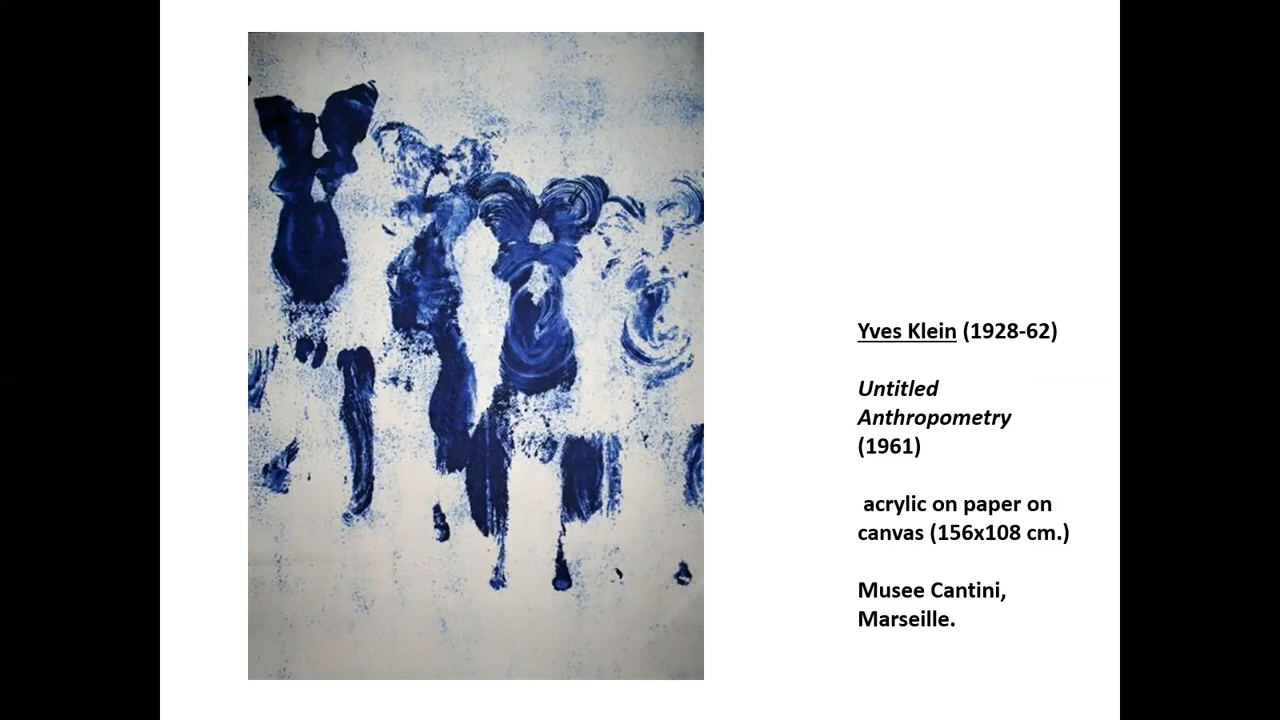 Yves Klein (1928-62)
Untitled
Anthropometry
(1961)
acrylic on paper on
canvas (156x108 cm.)
Musee Cantini,
Marseille.